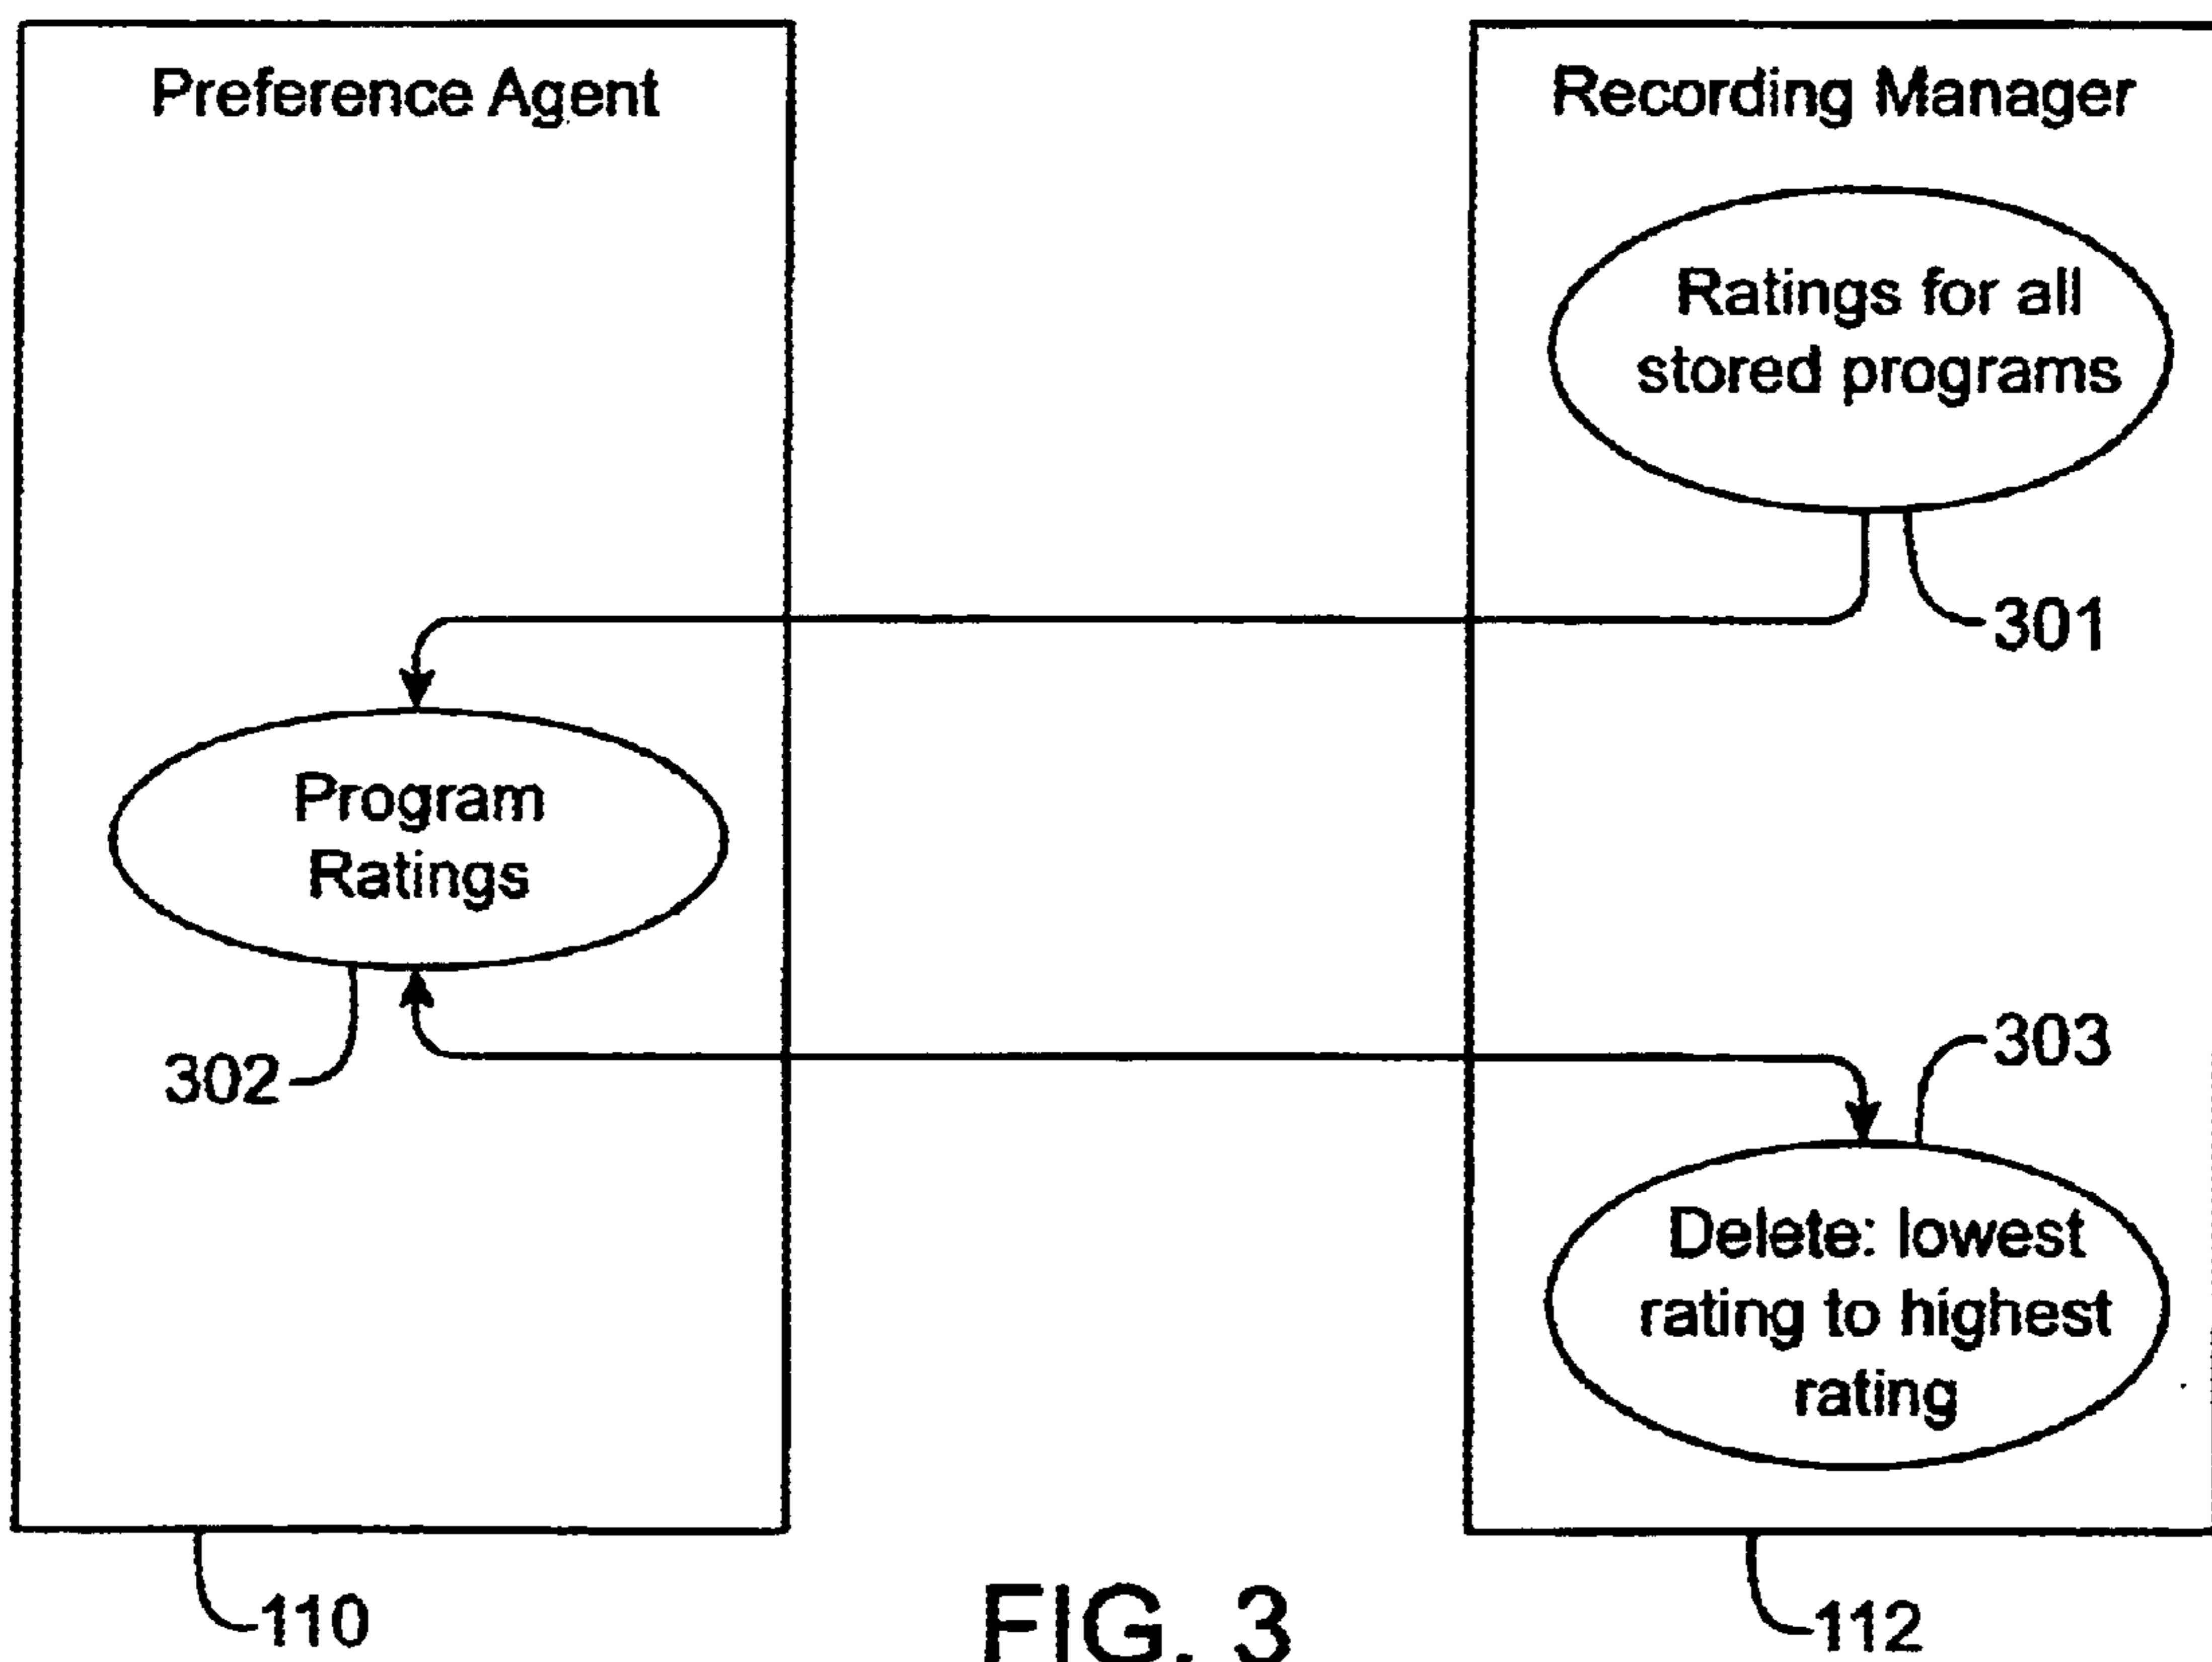 Preference Agent
Recording Manager
Ratings for all
stored programs
301
Program
Ratings
302
303
Delete: lowest
rating to highest
rating
110
112
FIG. 3